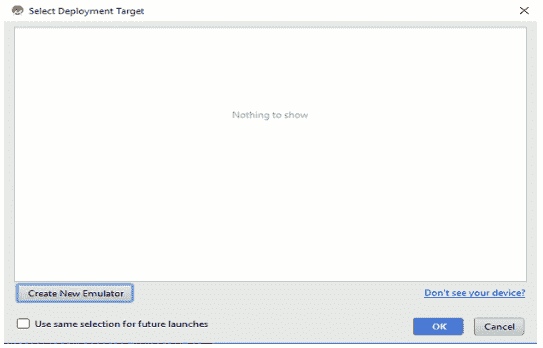 Select Deployment Target
Nothing to show
Create New Emulator
Don't see your device?
Use same selection for future launches
OK
Cancel